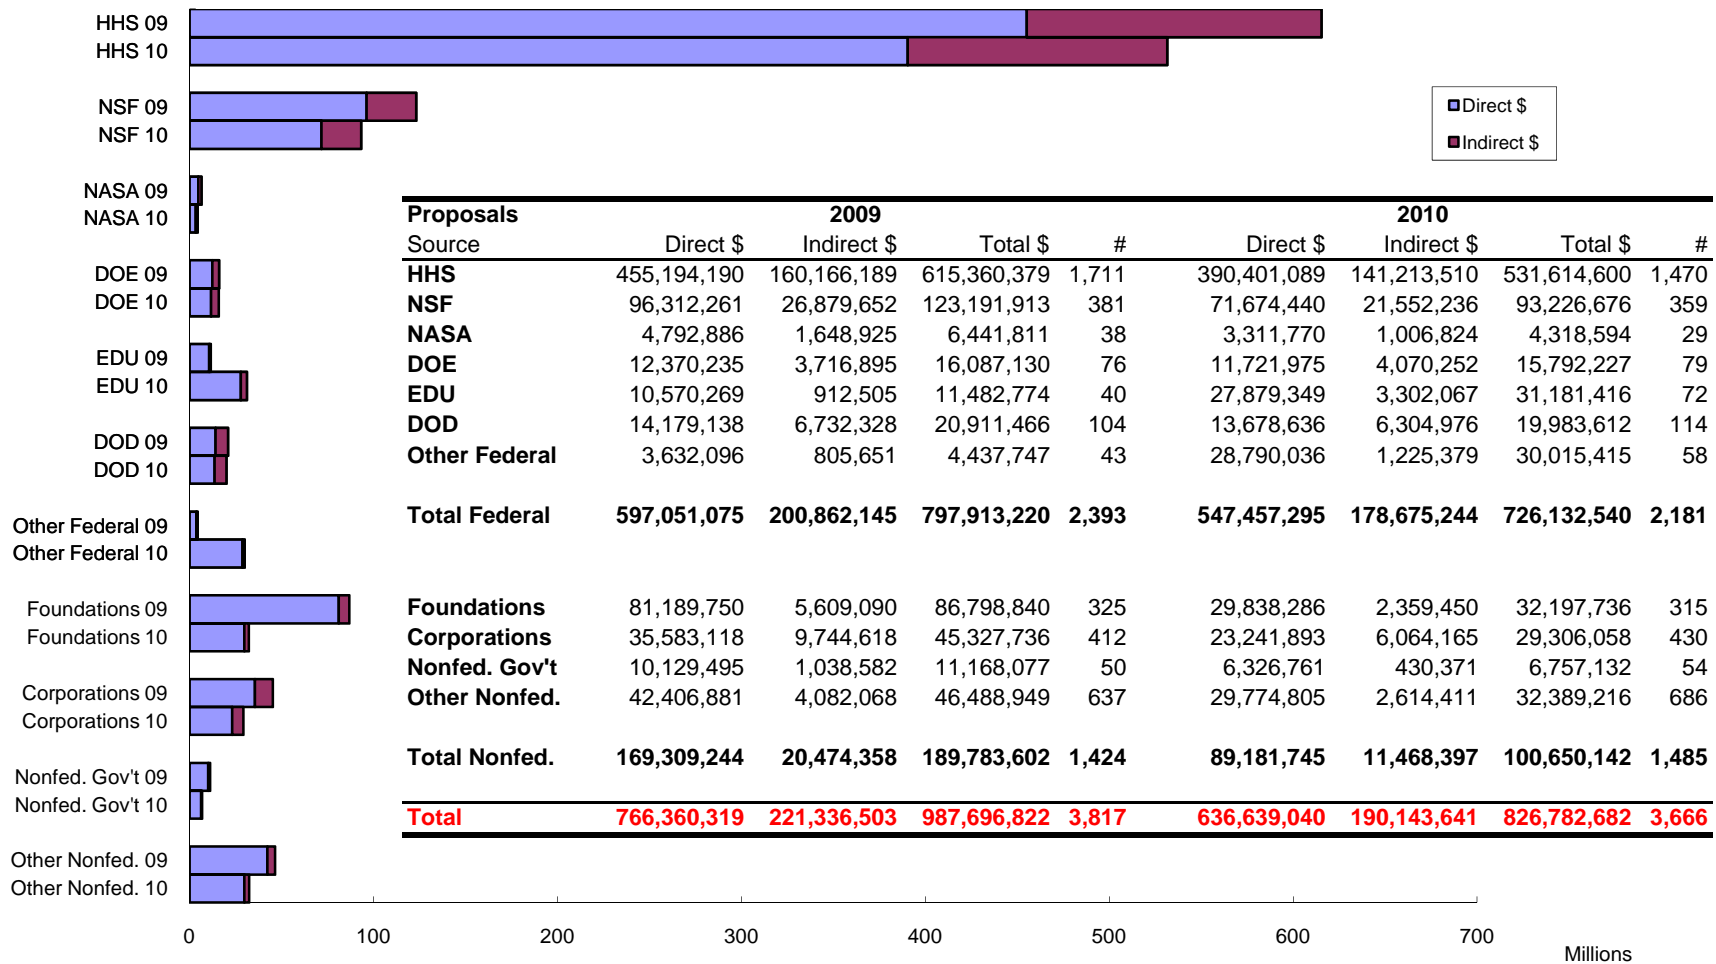 HHS 09
HHS 10
NSF 09
NSF 10
NASA 09
NASA 10
DOE 09
DOE 10
EDU 09
EDU 10
DOD 09
DOD 10
Other Federal 09
Other Federal 10
Foundations 09
Foundations 10
Corporations 09
Corporations 10
Nonfed. Gov't 09
Nonfed. Gov't 10
Other Nonfed. 09
Other Nonfed. 10
Direct $
Indirect $
Proposals 2009 2010
Source Direct $ Indirect $ Total $ # Direct $ Indirect $ Total $ #
HHS 455,194,190 160,166,189 615,360,379 1,711 390,401,089 141,213,510 531,614,600 1,470
NSF 96,312,261 26,879,652 123,191,913 381 71,674,440 21,552,236 93,226,676 359
NASA 4,792,886 1,648,925 6,441,811 38 3,311,770 1,006,824 4,318,594 29
DOE 12,370,235 3,716,895 16,087,130 76 11,721,975 4,070,252 15,792,227 79
EDU 10,570,269 912,505 11,482,774 40 27,879,349 3,302,067 31,181,416 72
DOD 14,179,138 6,732,328 20,911,466 104 13,678,636 6,304,976 19,983,612 114
Other Federal 3,632,096 805,651 4,437,747 43 28,790,036 1,225,379 30,015,415 58
Total Federal 597,051,075 200,862,145 797,913,220 2,393 547,457,295 178,675,244 726,132,540 2,181
Foundations 81,189,750 5,609,090 86,798,840 325 29,838,286 2,359,450 32,197,736 315
Corporations 35,583,118 9,744,618 45,327,736 412 23,241,893 6,064,165 29,306,058 430
Nonfed. Gov't 10,129,495 1,038,582 11,168,077 50 6,326,761 430,371 6,757,132 54
Other Nonfed. 42,406,881 4,082,068 46,488,949 637 29,774,805 2,614,411 32,389,216 686
Total Nonfed. 169,309,244 20,474,358 189,783,602 1,424 89,181,745 11,468,397 100,650,142 1,485
Total 766,360,319 221,336,503 987,696,822 3,817 636,639,040 190,143,641 826,782,682 3,666
0 100 200 300 400 500 600 700
Millions